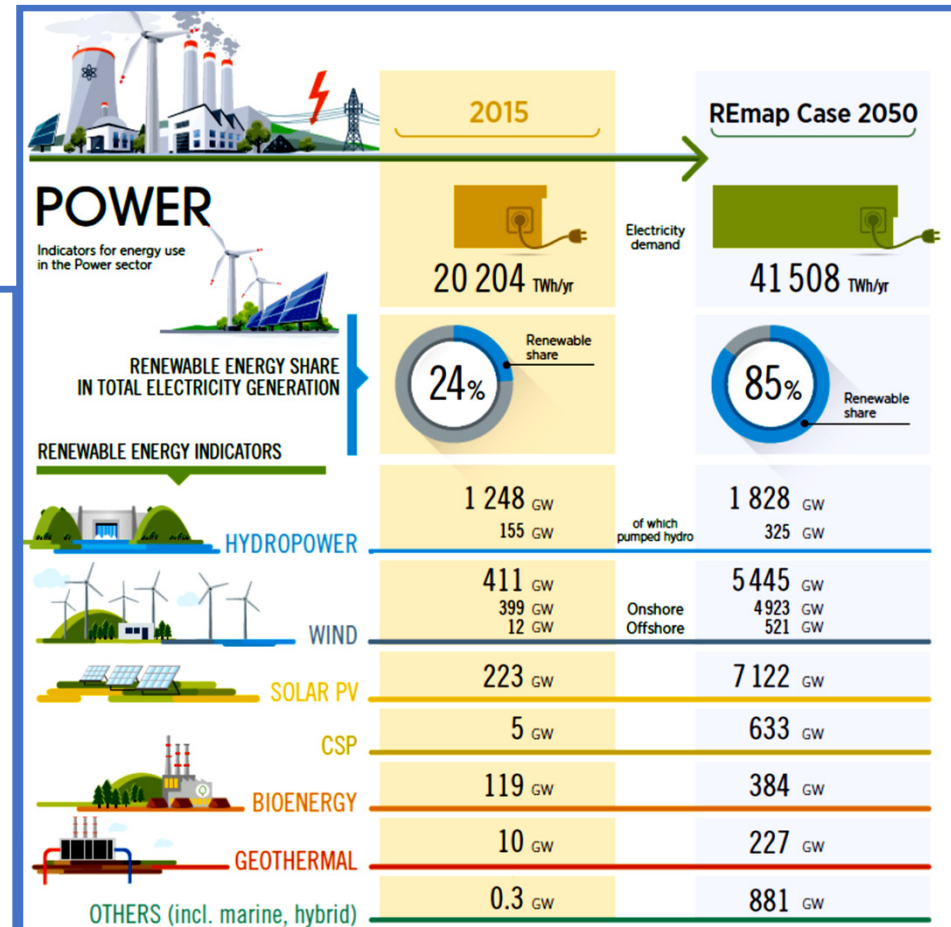 2015
REmap Case 2050
POWER
Indicators for energy use
in the Power sector
Electricity
demand
20 204 TWh/yr
41 508 TWh/yr
RENEWABLE ENERGY SHARE
IN TOTAL ELECTRICITY GENERATION
24%
Renewable
share
85%
Renewable
share
RENEWABLE ENERGY INDICATORS
HYDROPOWER
1 248 GW
1 828 GW
155 GW
of which
pumped hydro
325 GW
WIND
411 GW
5 445 GW
399 GW Onshore 4 923 GW
12 GW Offshore 521 GW
SOLAR PV
223 GW
7 122 GW
CSP
5 GW
633 GW
BIOENERGY
119 GW
384 GW
GEOTHERMAL
10 GW
227 GW
OTHERS (incl. marine, hybrid)
0.3 GW
881 GW